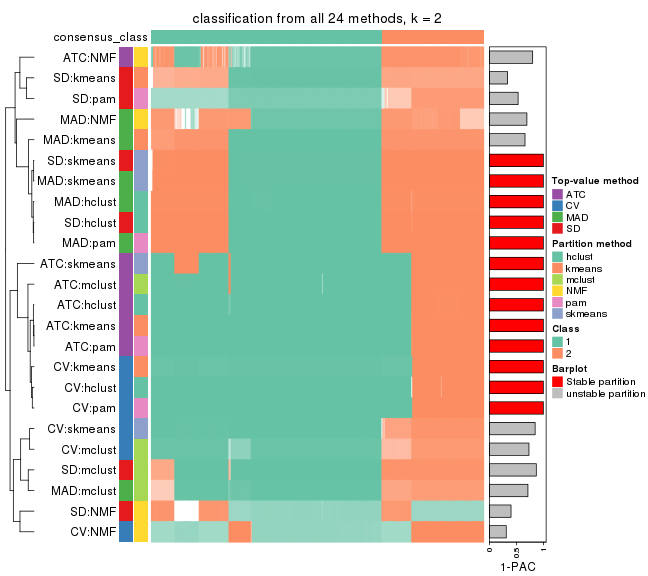 classification from all 24 methods, k = 2
consensus_class
ATC:NMF
SD:kmeans
SD:pam
MAD:NMF
MAD:kmeans
SD:skmeans
MAD:skmeans
MAD:hclust
SD:hclust
MAD:pam
ATC:skmeans
ATC:mclust
ATC:hclust
ATC:kmeans
ATC:pam
CV:kmeans
CV:hclust
CV:pam
CV:skmeans
CV:mclust
SD:mclust
MAD:mclust
SD:NMF
CV:NMF
0
0.5
1
1-PAC
Top-value method
ATC
CV
MAD
SD
Partition method
hclust
kmeans
mclust
NMF
pam
skmeans
Class
1
2
Barplot
Stable partition
unstable partition